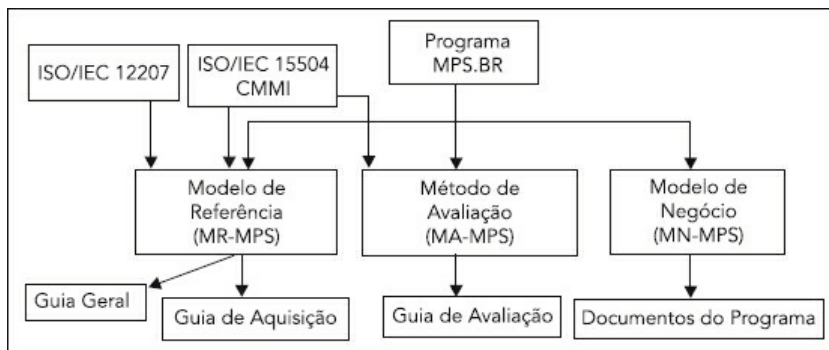 ISO/IEC 12207
ISO/IEC 15504
CMMI
Programa
MPS.BR
Modelo de
Referência
(MR-MPS)
Método de
Avaliação
(MA-MPS)
Modelo de
Negócio
(MN-MPS)
Guia Geral
Guia de Aquisição
Guia de Avaliação
Documentos do Programa